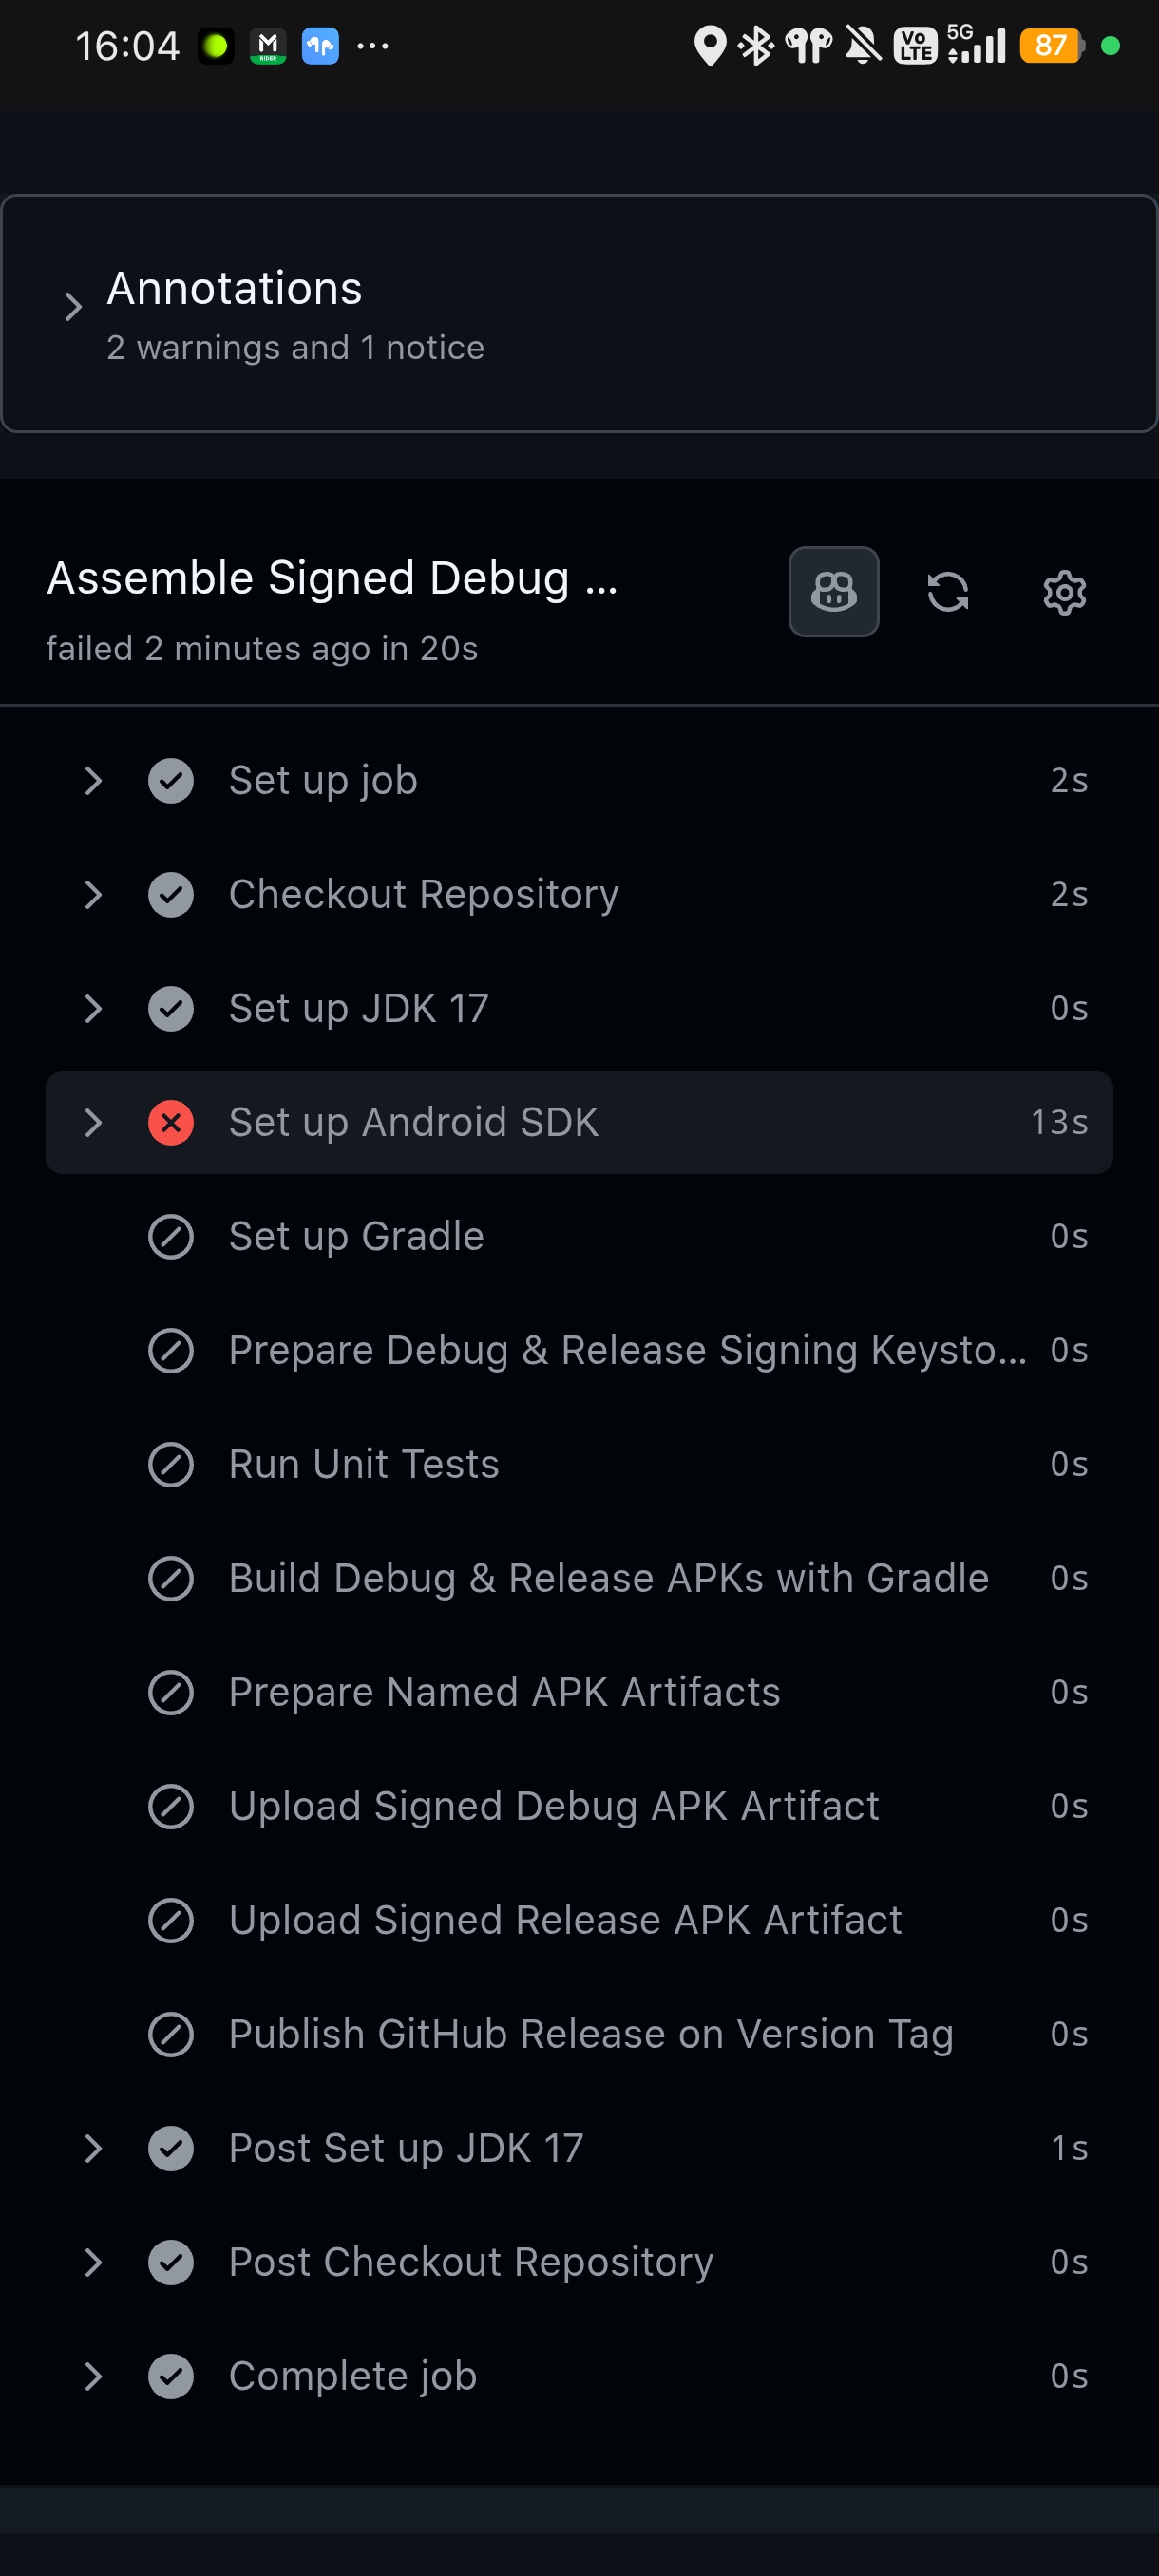 16:04
M
RIDER
...
Vo
LTE
5G
87
Annotations
2 warnings and 1 notice
Assemble Signed Debug ...
failed 2 minutes ago in 20s
Set up job 2s
Checkout Repository 2s
Set up JDK 17 0s
Set up Android SDK 13s
Set up Gradle 0s
Prepare Debug & Release Signing Keysto... 0s
Run Unit Tests 0s
Build Debug & Release APKs with Gradle 0s
Prepare Named APK Artifacts 0s
Upload Signed Debug APK Artifact 0s
Upload Signed Release APK Artifact 0s
Publish GitHub Release on Version Tag 0s
Post Set up JDK 17 1s
Post Checkout Repository 0s
Complete job 0s